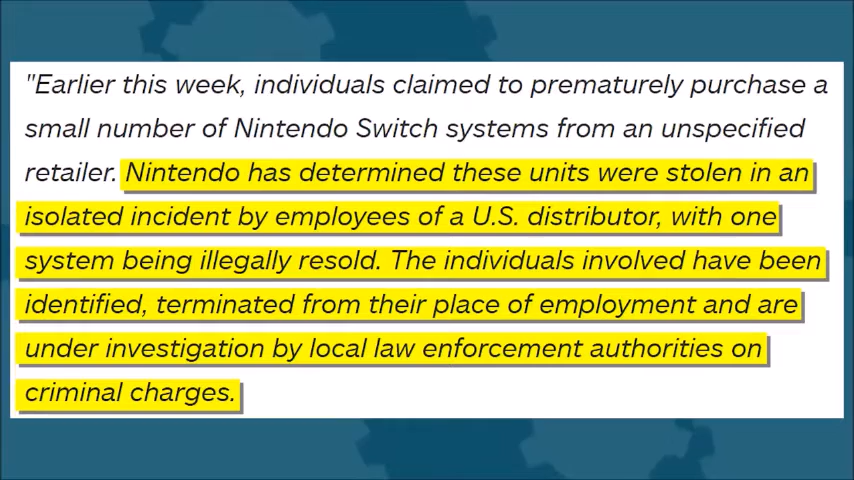 "Earlier this week, individuals claimed to prematurely purchase a
small number of Nintendo Switch systems from an unspecified
retailer. Nintendo has determined these units were stolen in an
isolated incident by employees of a U.S. distributor, with one
system being illegally resold. The individuals involved have been
identified, terminated from their place of employment and are
under investigation by local law enforcement authorities on
criminal charges.